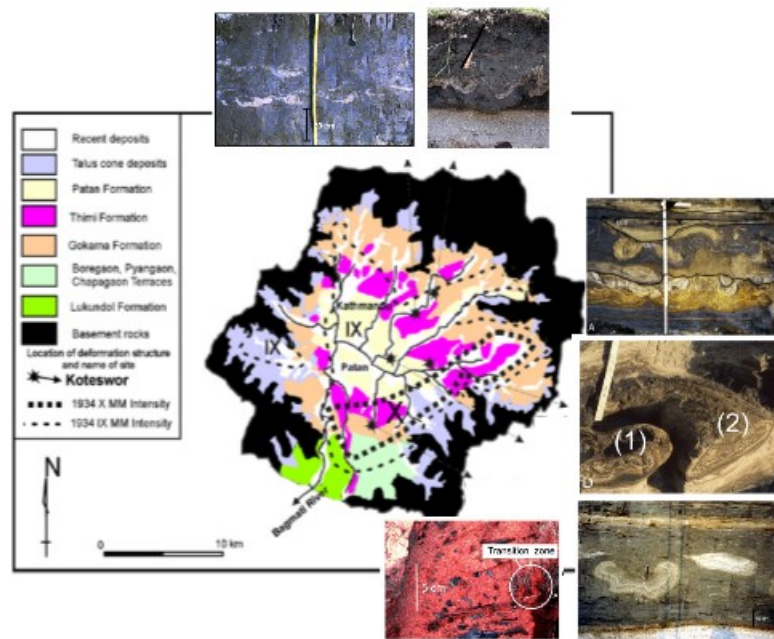 Recent deposits
Talus cone deposits
Patan Formation
Thimi Formation
Gokarna Formation
Boregaon, Pyangaon,
Chapagaon Terraces
Lukundol Formation
Basement rocks
Location of deformation structure
and name of site
Koteswor
1934 X MM Intensity
1934 IX MM Intensity
N
0 10 km
Kathmandu
IX
IX
Patan
X
Bagmati River
A
(1)
(2)
D
5 cm
Transition zone